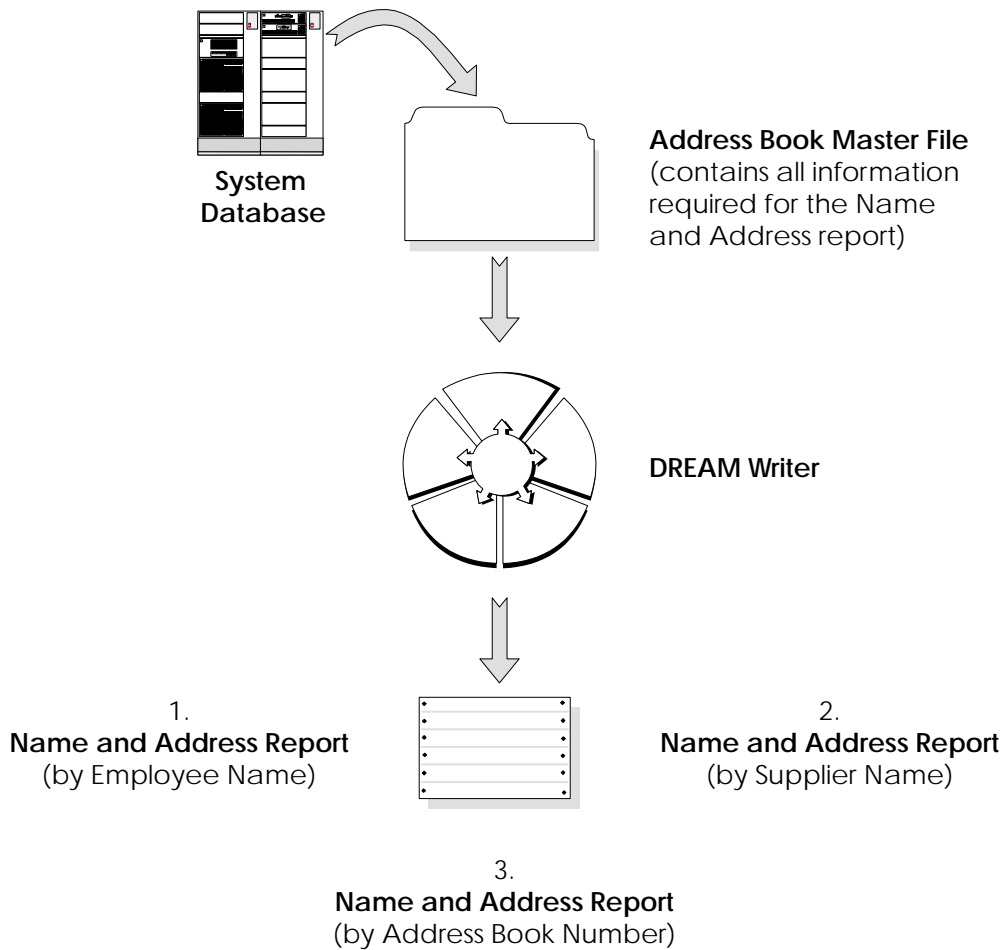 System
Database
Address Book Master File
(contains all information
required for the Name
and Address report)
DREAM Writer
1.
Name and Address Report
(by Employee Name)
2.
Name and Address Report
(by Supplier Name)
3.
Name and Address Report
(by Address Book Number)